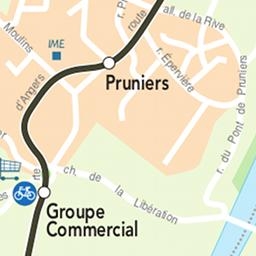 all. de la Rive
r. P
route
Moulins
IME
r. Épervière
Pruniers
d'Angers
r. du Pont de Pruniers
rte
ch. de la Libération
Groupe
Commercial